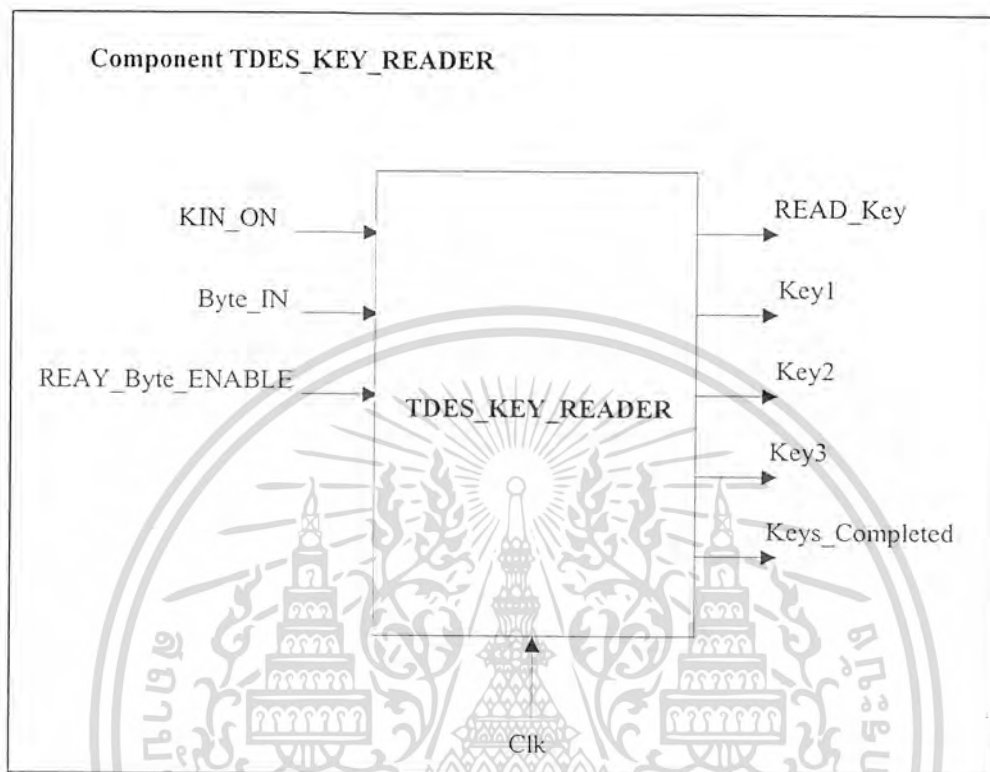 Component TDES_KEY_READER
KIN_ON
Byte_IN
REAY_Byte_ENABLE
TDES_KEY_READER
READ_Key
Key1
Key2
Key3
Keys_Completed
Clk